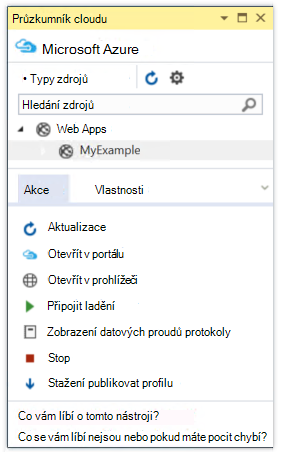 Průzkumník cloudu
Microsoft Azure
• Typy zdrojů
Hledání zdrojů
Web Apps
MyExample
Akce Vlastnosti
Aktualizace
Otevřít v portálu
Otevřít v prohlížeči
Připojit ladění
Zobrazení datových proudů protokoly
Stop
Stažení publikovat profilu
Co vám líbí o tomto nástroji?
Co se vám líbí nejsou nebo pokud máte pocit chybí?